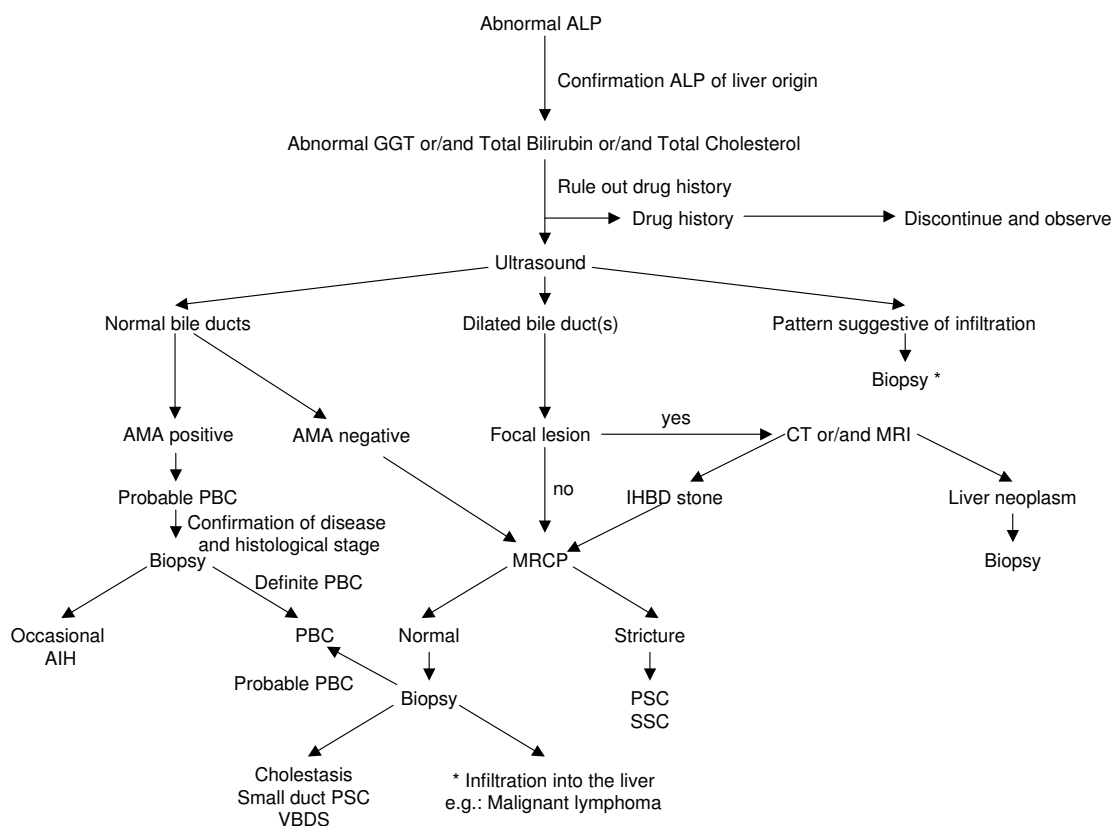 Abnormal ALP
Confirmation ALP of liver origin
Abnormal GGT or/and Total Bilirubin or/and Total Cholesterol
Rule out drug history
Drug history
Discontinue and observe
Ultrasound
Normal bile ducts
Dilated bile duct(s)
Pattern suggestive of infiltration
Biopsy *
AMA positive
AMA negative
Focal lesion
yes
CT or/and MRI
no
Probable PBC
IHBD stone
Liver neoplasm
Confirmation of disease
and histological stage
Biopsy
MRCP
Biopsy
Definite PBC
Occasional
AIH
PBC
Normal
Stricture
Probable PBC
Biopsy
PSC
SSC
Cholestasis
Small duct PSC
VBDS
* Infiltration into the liver
e.g.: Malignant lymphoma